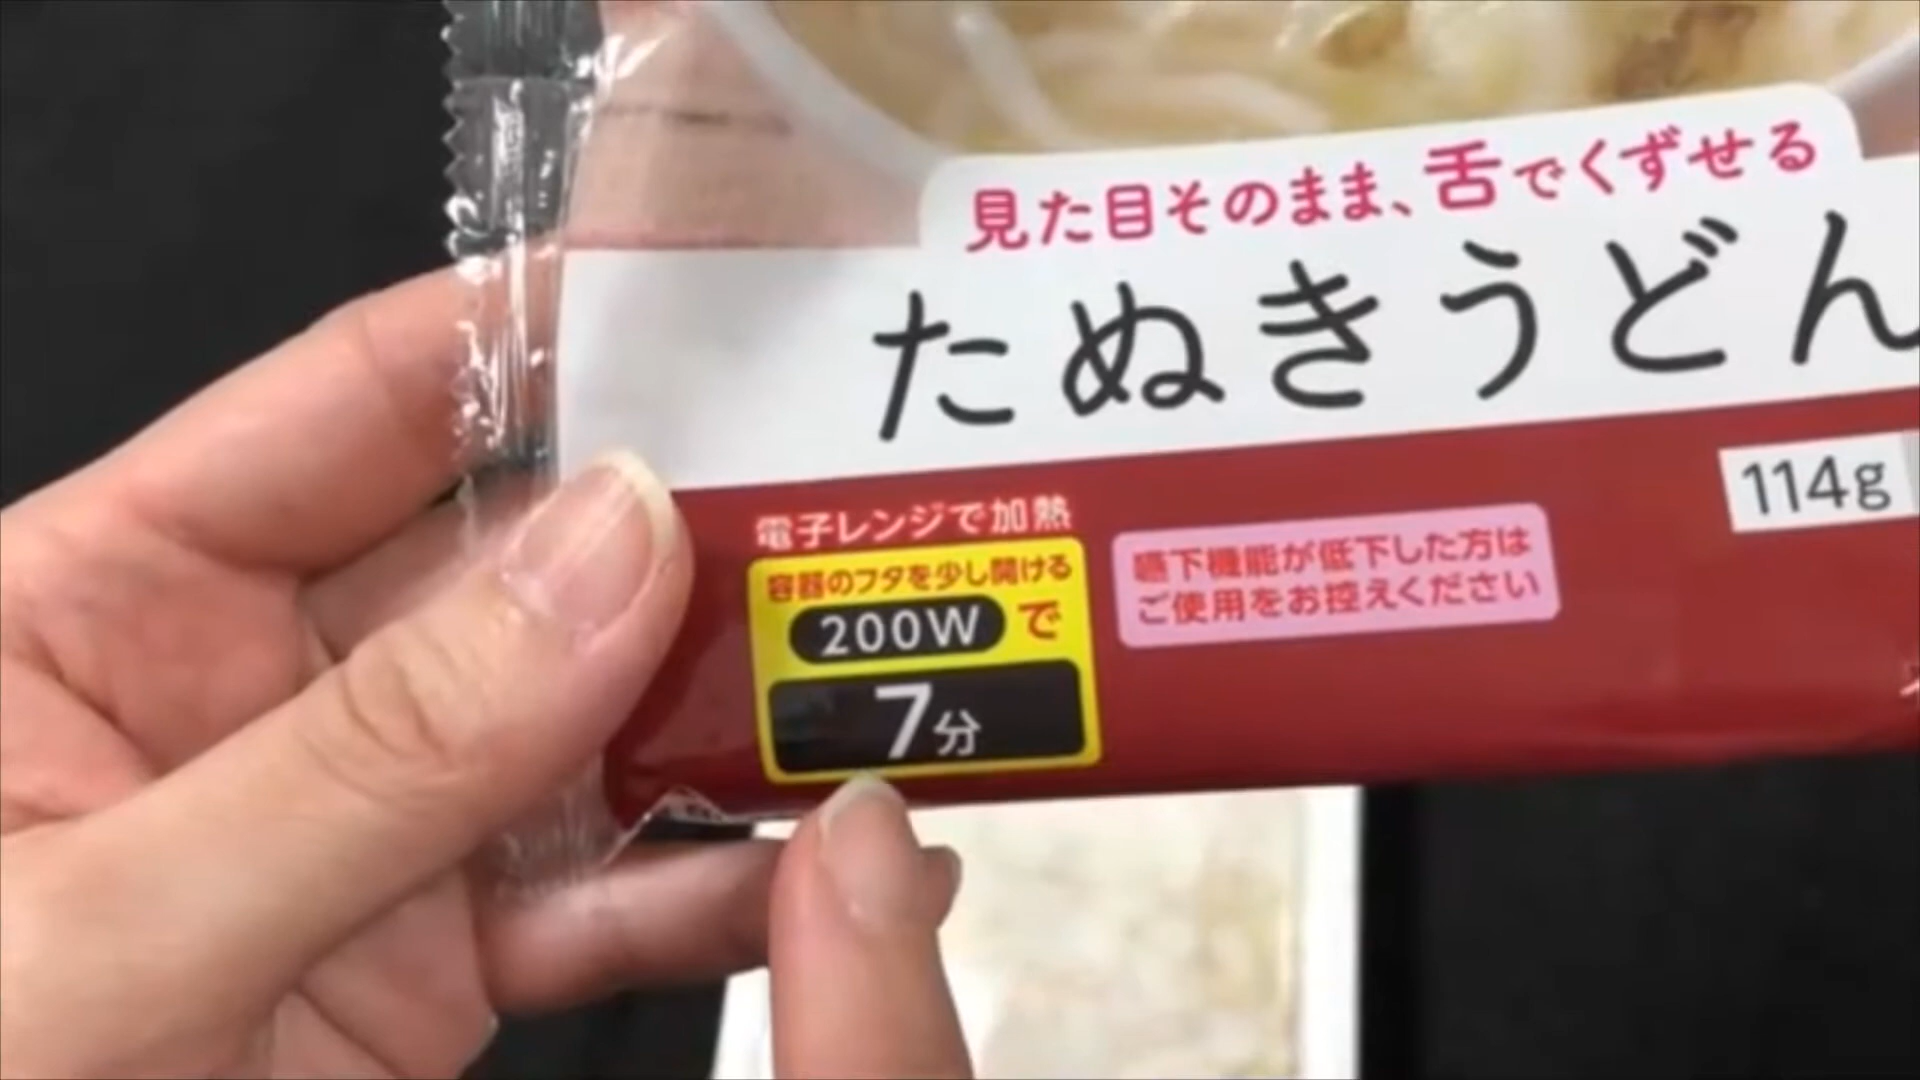 見た目そのまま、舌でくずせる
たぬきうどん
114g
電子レンジで加熱
容器のフタを少し開ける
200Wで
7分
嚥下機能が低下した方は
ご使用をお控えください